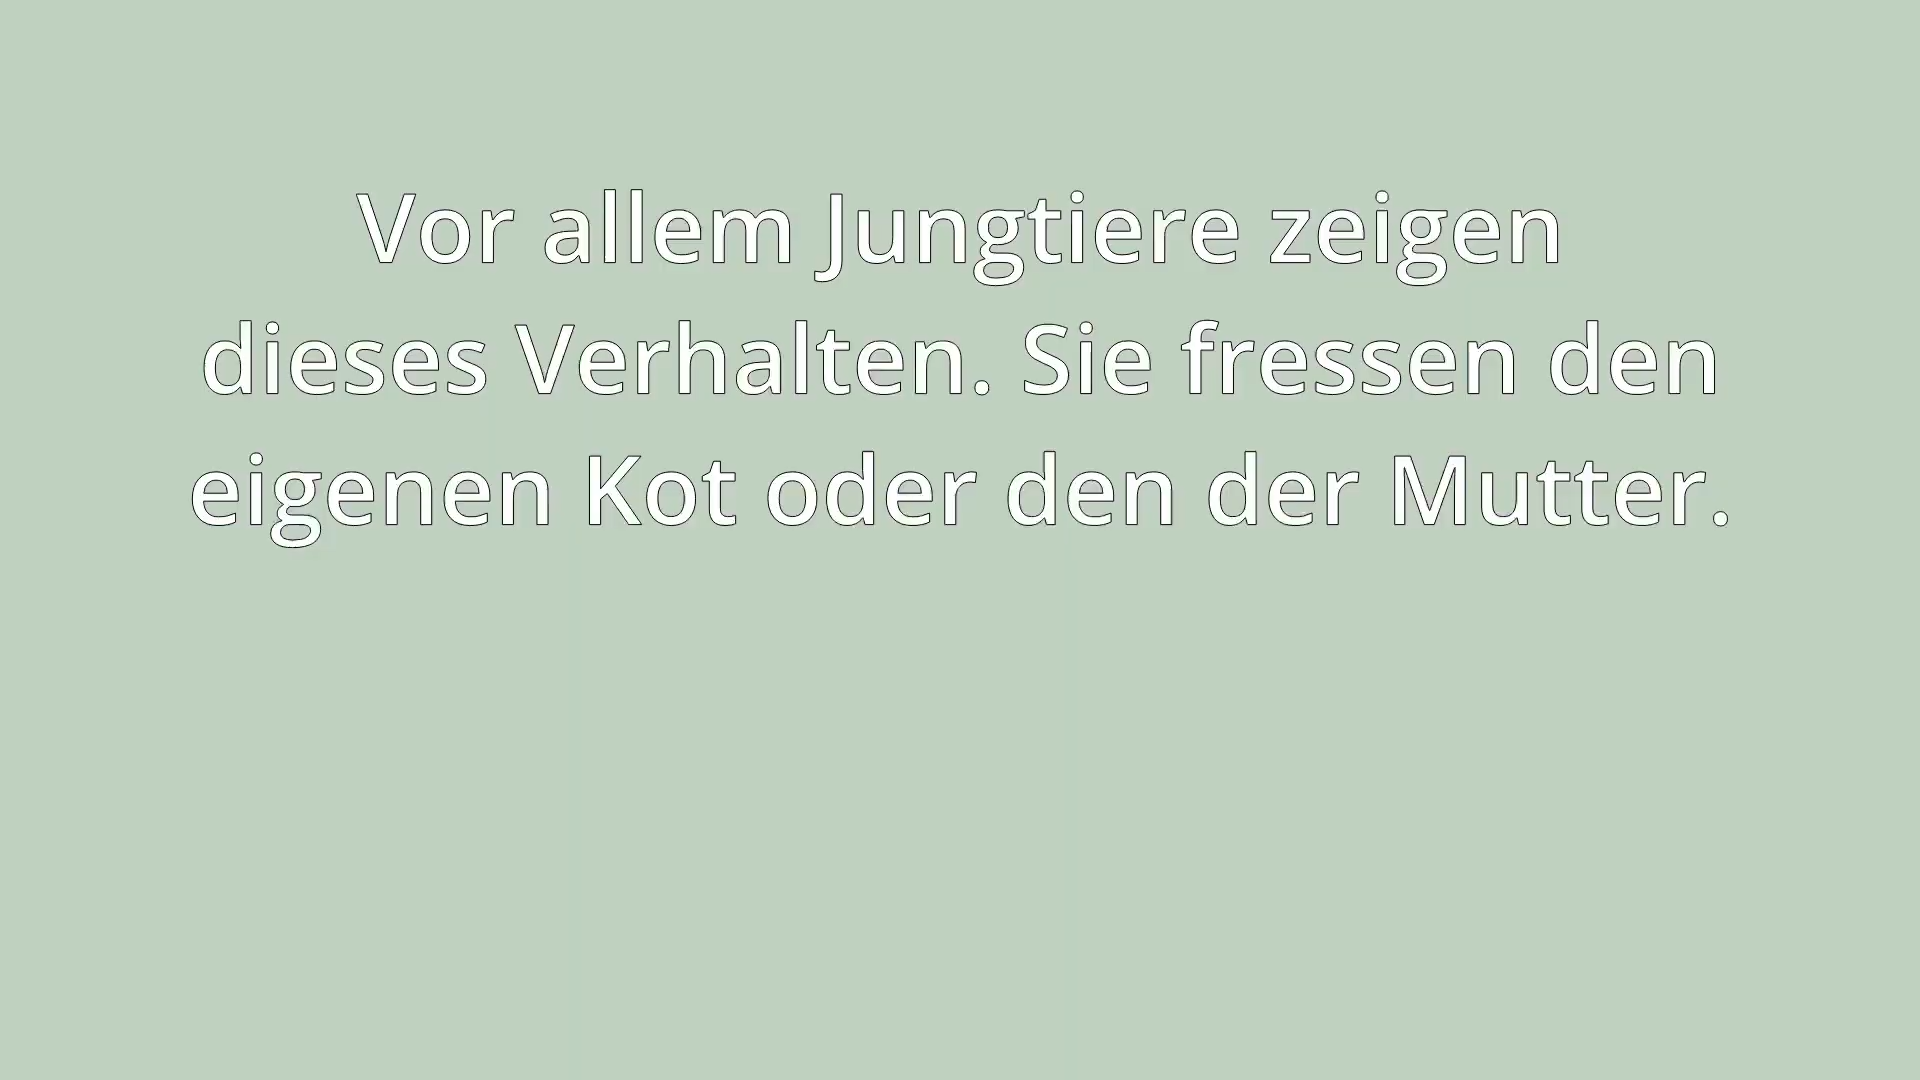 Vor allem Jungtiere zeigen
dieses Verhalten. Sie fressen den
eigenen Kot oder den der Mutter.